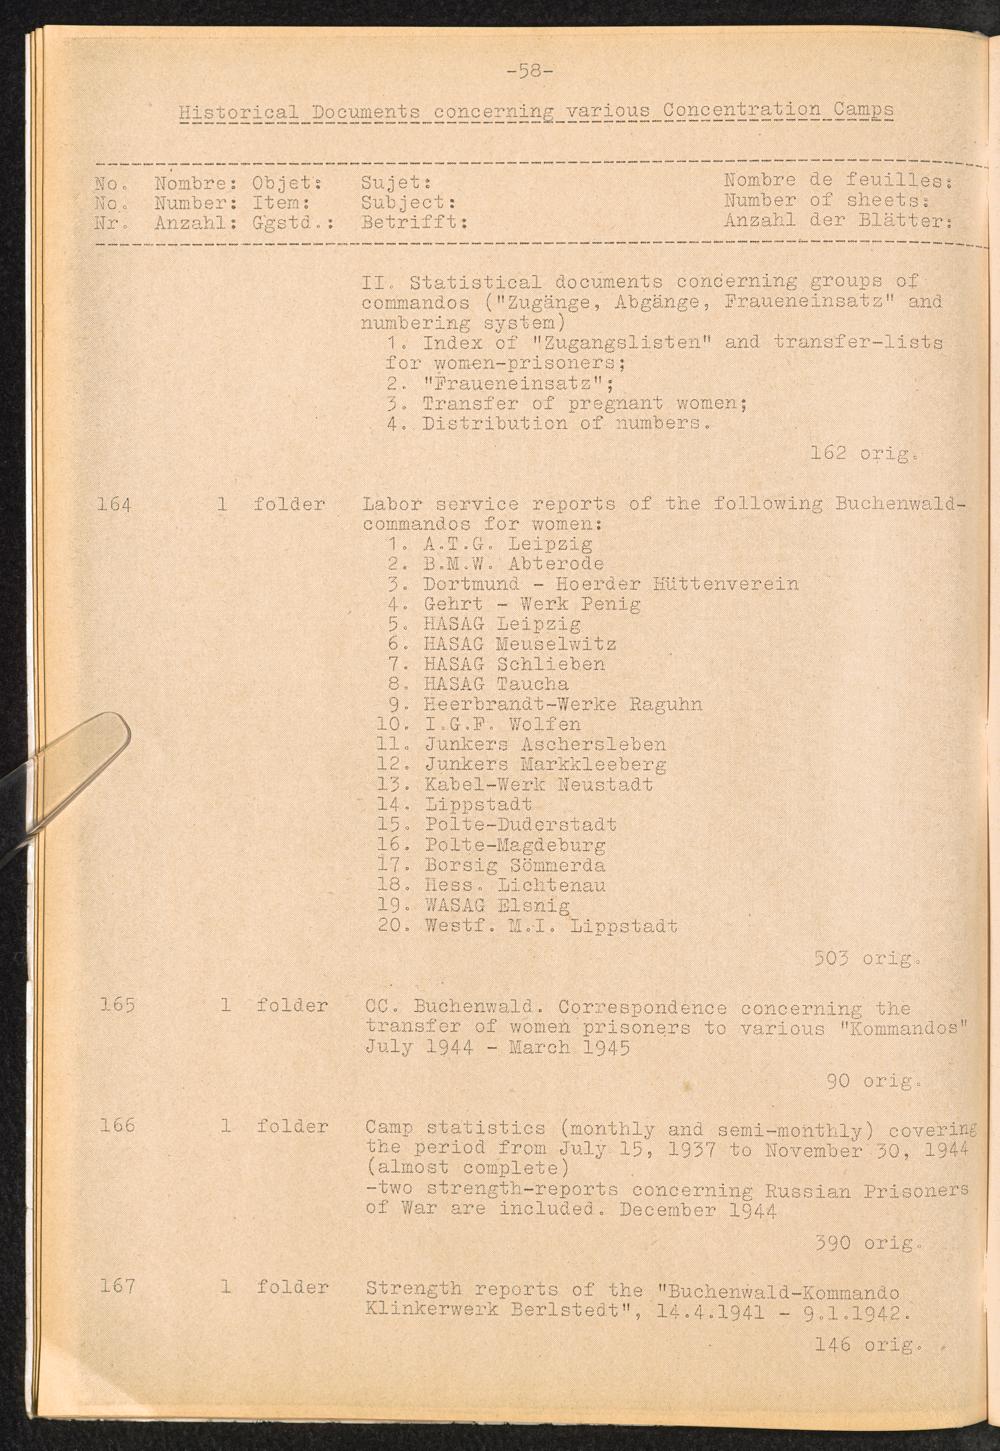 -58-
Historical Documents concerning various Concentration Camps
No. Nombre: Objet: Sujet: Nombre de feuilles:
No. Number: Item: Subject: Number of sheets:
Nr. Anzahl: Ggstd.: Betrifft: Anzahl der Blätter:
II. Statistical documents concerning groups of
commandos ("Zugänge, Abgänge, Fraueneinsatz" and
numbering system)
1. Index of "Zugangslisten" and transfer-lists
for women-prisoners;
2. "Fraueneinsatz";
3. Transfer of pregnant women;
4. Distribution of numbers.
162 orig.
164 1 folder Labor service reports of the following Buchenwald-
commandos for women:
1. A.T.G. Leipzig
2. B.M.W. Abterode
3. Dortmund - Hoerder Hüttenverein
4. Gehrt - Werk Penig
5. HASAG Leipzig
6. HASAG Meuselwitz
7. HASAG Schlieben
8. HASAG Taucha
9. Heerbrandt-Werke Raguhn
10. I.G.F. Wolfen
11. Junkers Aschersleben
12. Junkers Markkleeberg
13. Kabel-Werk Neustadt
14. Lippstadt
15. Polte-Duderstadt
16. Polte-Magdeburg
17. Borsig Sömmerda
18. Hess. Lichtenau
19. WASAG Elsnig
20. Westf. M.I. Lippstadt
503 orig.
165 1 folder CC. Buchenwald. Correspondence concerning the
transfer of women prisoners to various "Kommandos"
July 1944 - March 1945
90 orig.
166 1 folder Camp statistics (monthly and semi-monthly) covering
the period from July 15, 1937 to November 30, 1944
(almost complete)
-two strength-reports concerning Russian Prisoners
of War are included. December 1944
390 orig.
167 1 folder Strength reports of the "Buchenwald-Kommando
Klinkerwerk Berlstedt", 14.4.1941 - 9.1.1942.
146 orig.